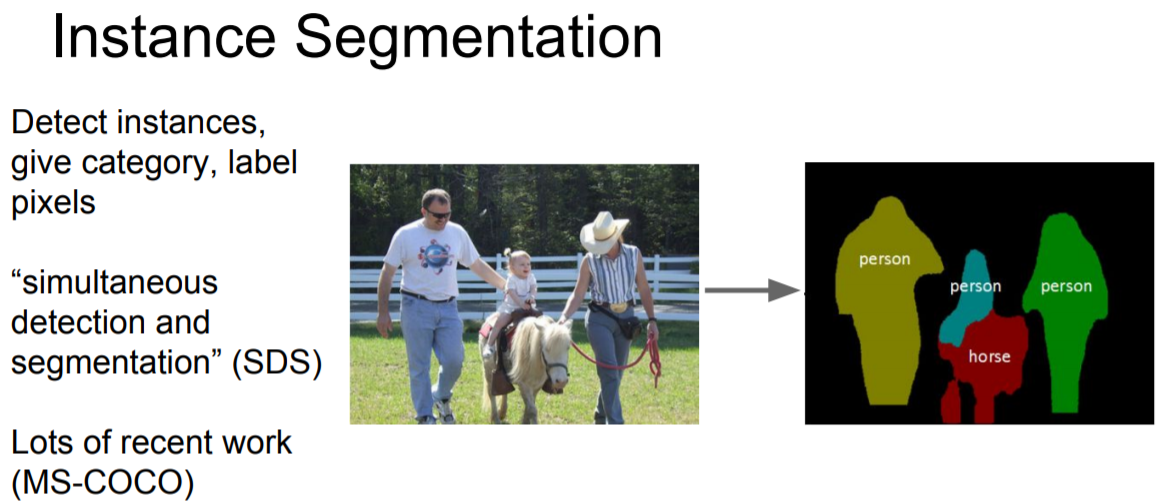 Instance Segmentation
Detect instances,
give category, label
pixels
“simultaneous
detection and
segmentation” (SDS)
Lots of recent work
(MS-COCO)
person
person
person
horse